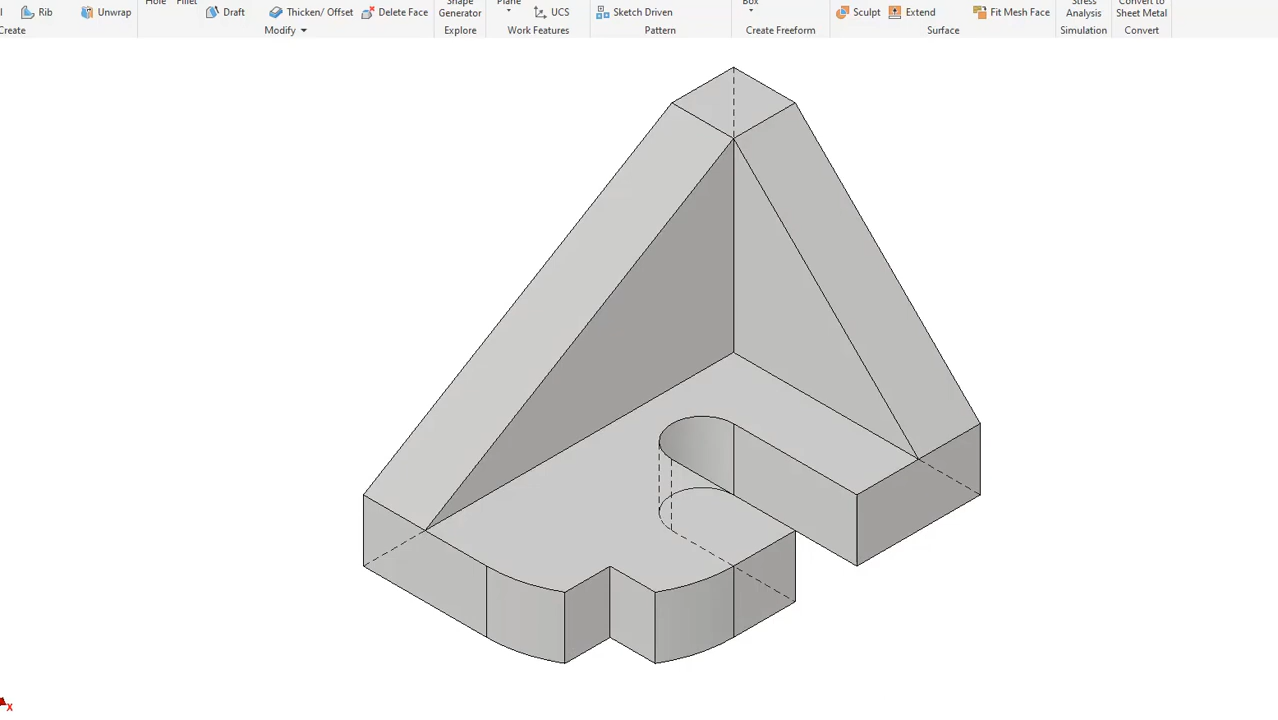 Hole Fillet Shape Plane Box Stress Convert to
Rib Unwrap Draft Thicken/ Offset Delete Face Generator UCS Sketch Driven Sculpt Extend Fit Mesh Face Analysis Sheet Metal
Create Modify Explore Work Features Pattern Create Freeform Surface Simulation Convert
x